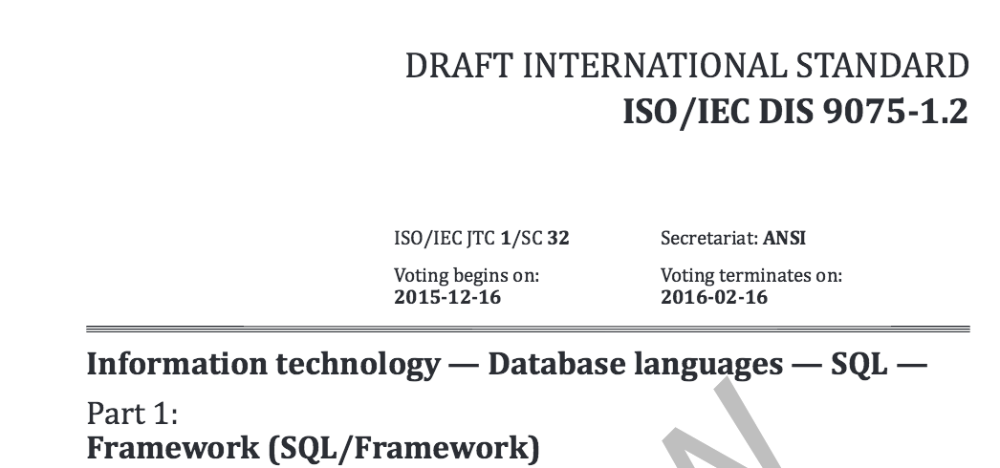 DRAFT INTERNATIONAL STANDARD
ISO/IEC DIS 9075-1.2
ISO/IEC JTC 1/SC 32
Secretariat: ANSI
Voting begins on:
2015-12-16
Voting terminates on:
2016-02-16
Information technology — Database languages — SQL —
Part 1:
Framework (SQL/Framework)